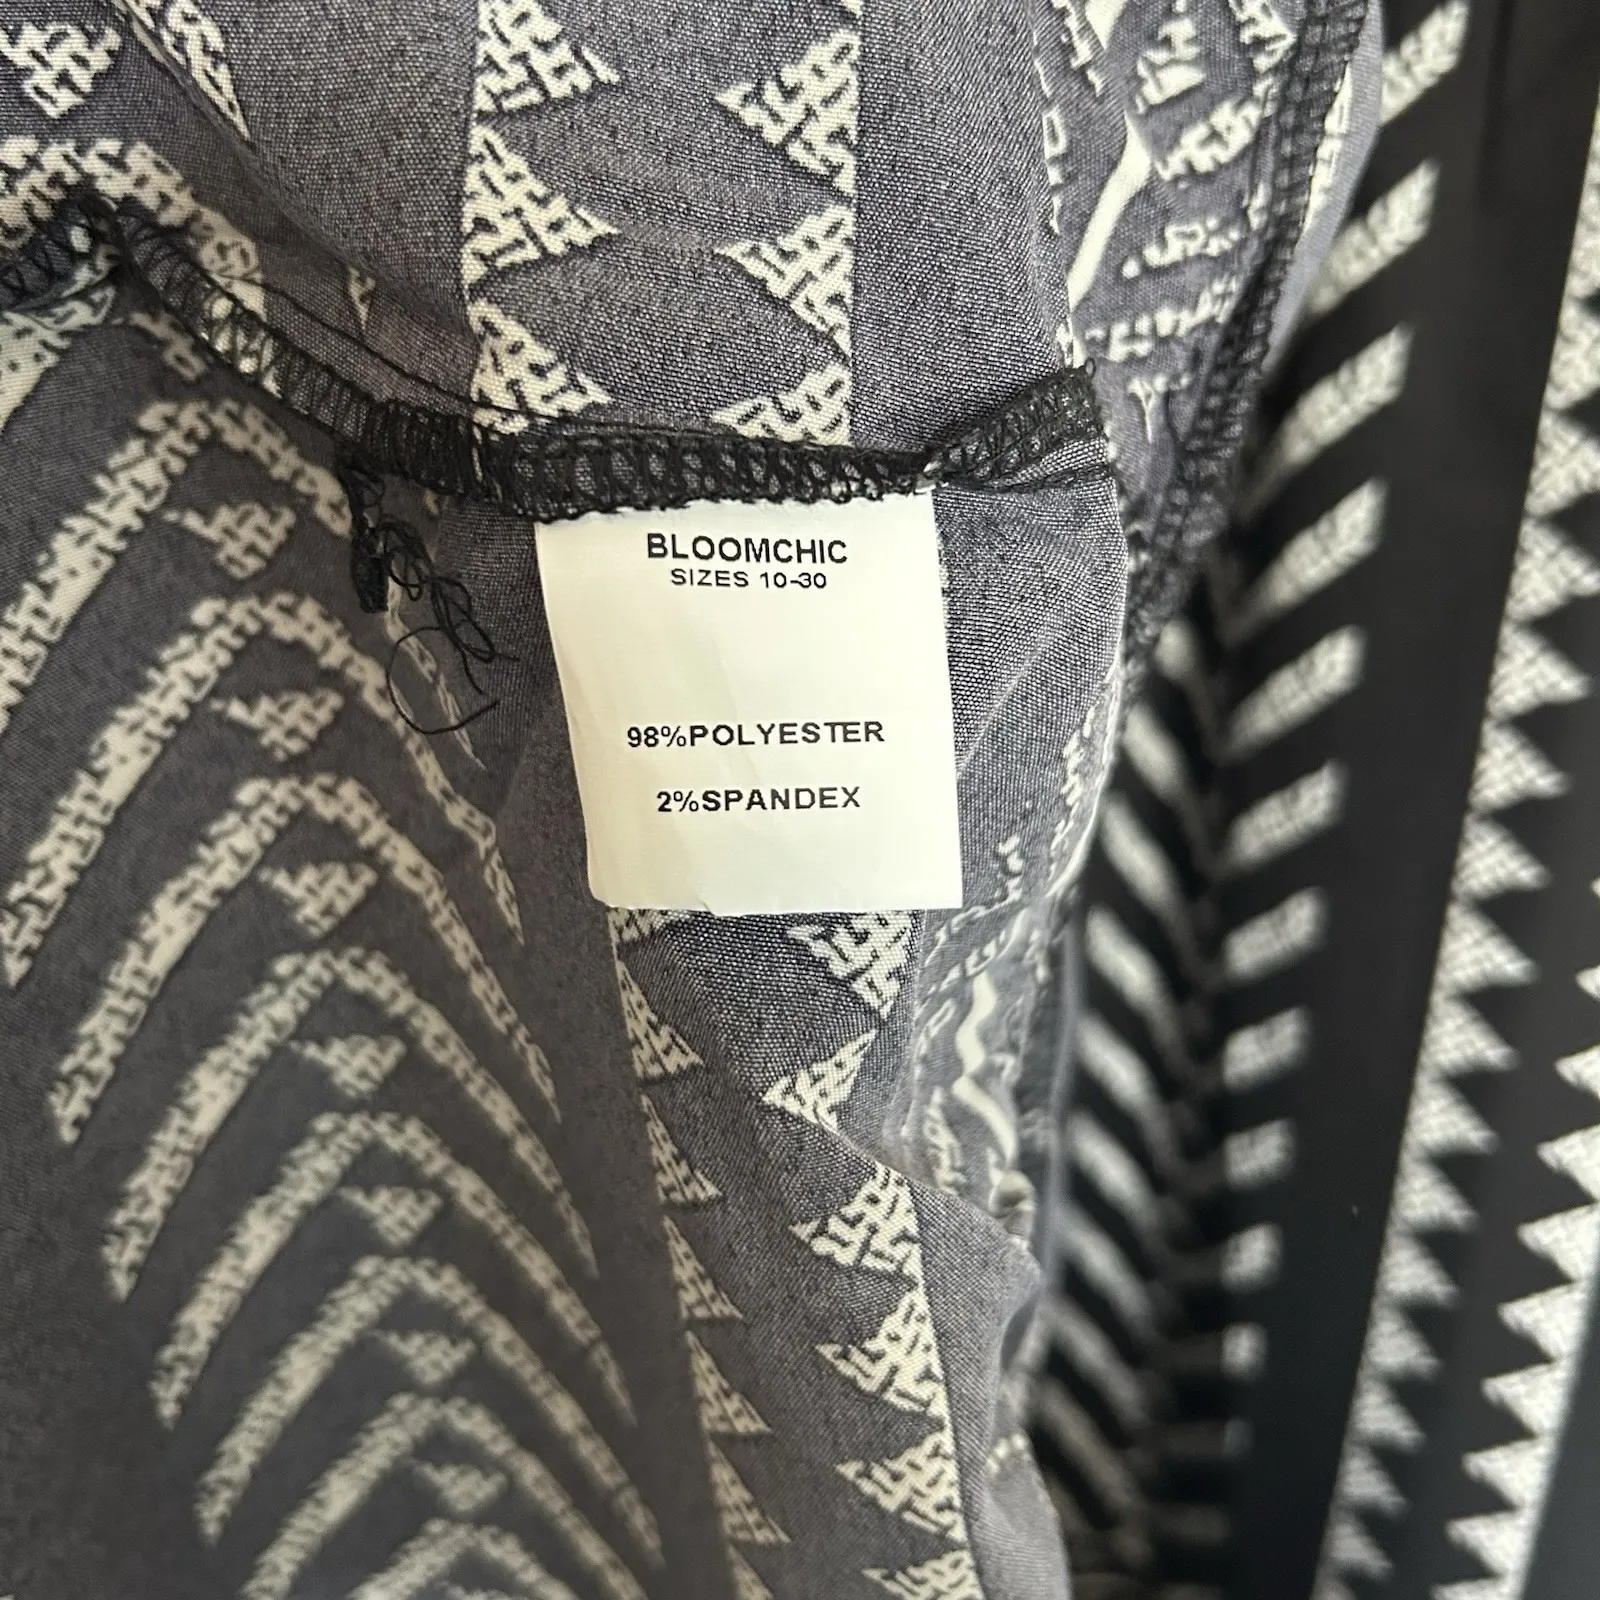 BLOOMCHIC
SIZES 10-30
98%POLYESTER
2%SPANDEX